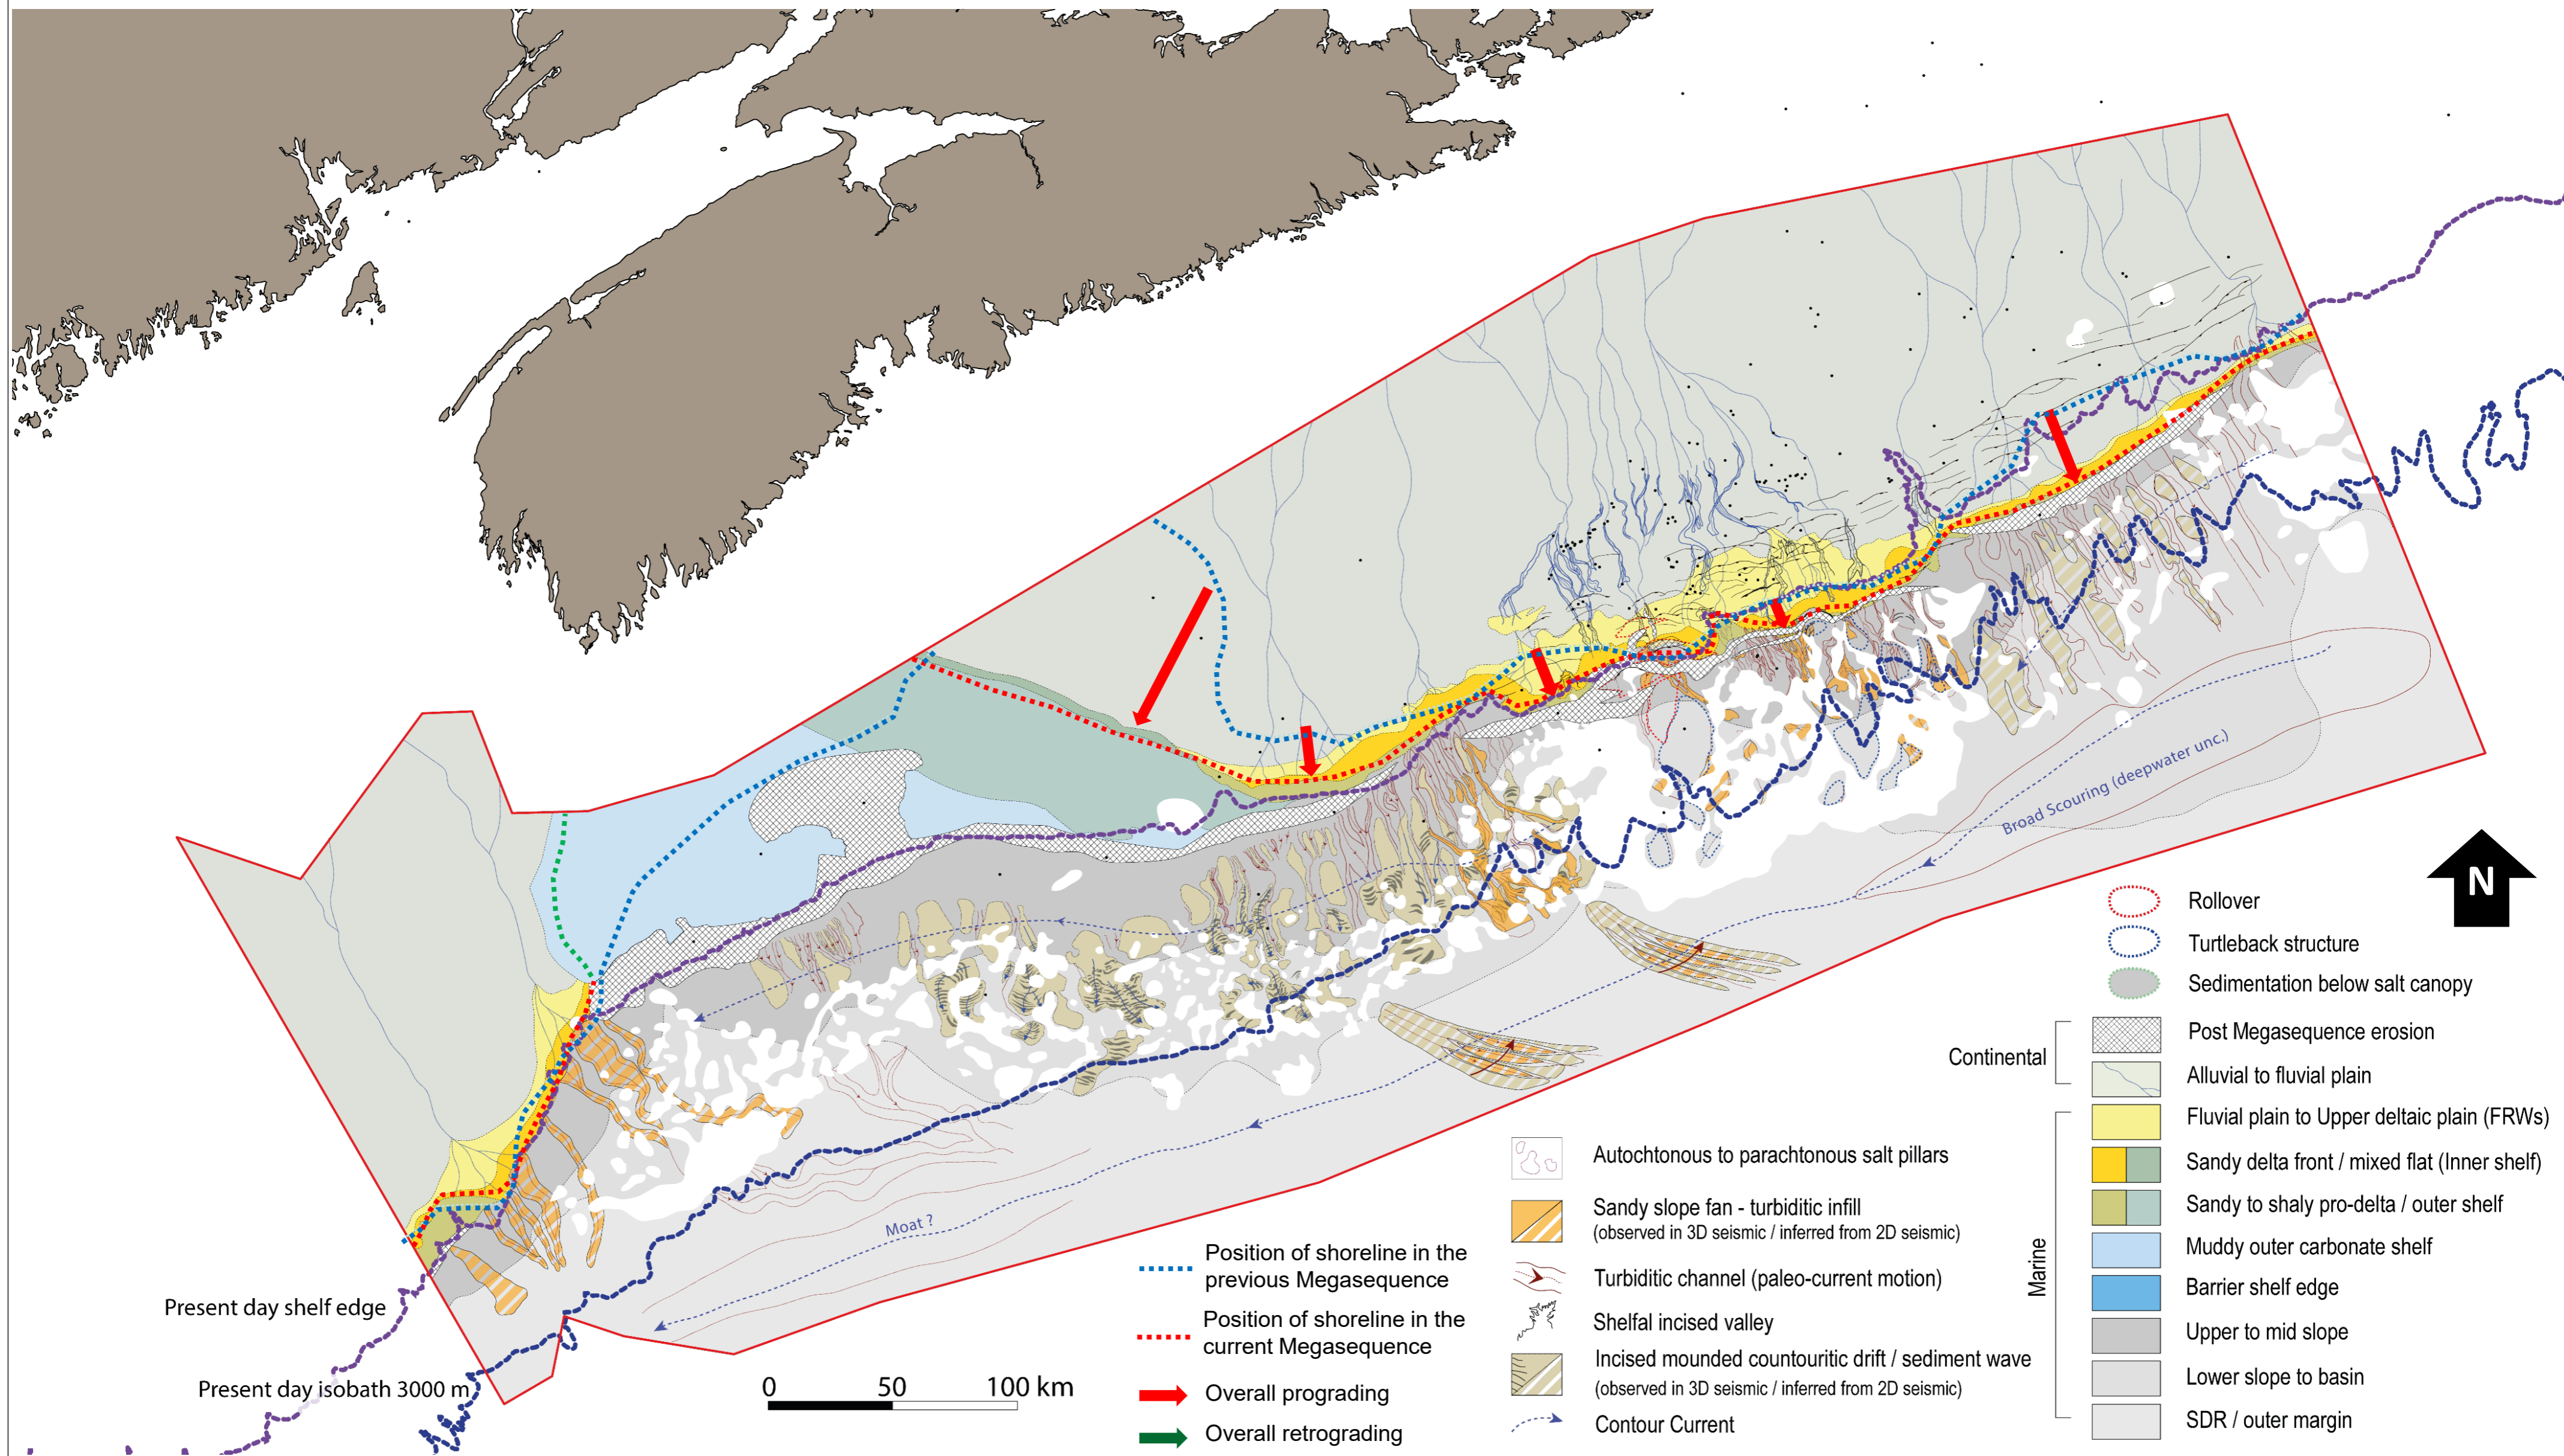 Broad Scouring (deepwater unc.)
N
Moat ?
Present day shelf edge
Present day isobath 3000 m
0 50 100 km
Position of shoreline in the
previous Megasequence
Position of shoreline in the
current Megasequence
Overall prograding
Overall retrograding
Autochtonous to parachtonous salt pillars
Sandy slope fan - turbiditic infill
(observed in 3D seismic / inferred from 2D seismic)
Turbiditic channel (paleo-current motion)
Shelfal incised valley
Incised mounded countouritic drift / sediment wave
(observed in 3D seismic / inferred from 2D seismic)
Contour Current
Rollover
Turtleback structure
Sedimentation below salt canopy
Continental
Post Megasequence erosion
Alluvial to fluvial plain
Marine
Fluvial plain to Upper deltaic plain (FRWs)
Sandy delta front / mixed flat (Inner shelf)
Sandy to shaly pro-delta / outer shelf
Muddy outer carbonate shelf
Barrier shelf edge
Upper to mid slope
Lower slope to basin
SDR / outer margin